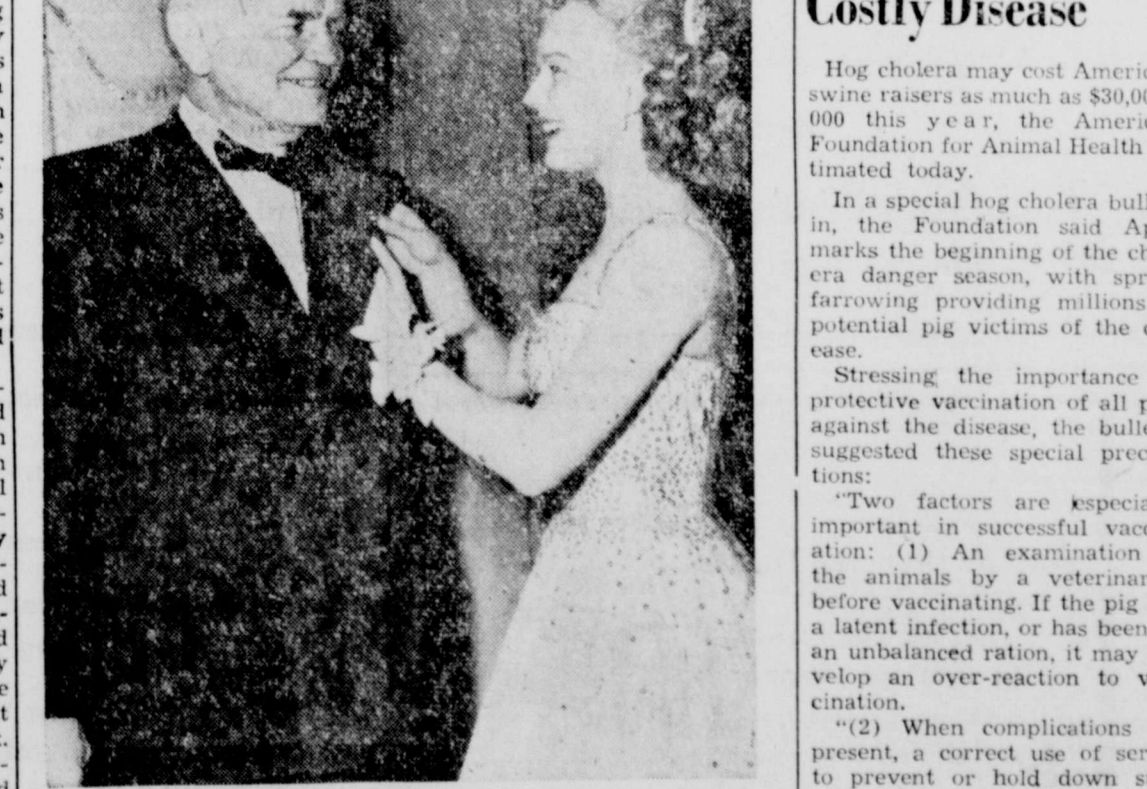 Costly Disease
Hog cholera may cost Americ
swine raisers as much as $30,00
000 this year, the Americ
Foundation for Animal Health
timated today.
In a special hog cholera bull
in, the Foundation said Ap
marks the beginning of the ch
era danger season, with spr
farrowing providing millions
potential pig victims of the
ease.
Stressing the importance
protective vaccination of all p
against the disease, the bulle
suggested these special prec
tions:
"Two factors are especia
important in successful vacc
ation: (1) An examination
the animals by a veterinar
before vaccinating. If the pig
a latent infection, or has been
an unbalanced ration, it may
velop an over-reaction to v
cination.
"(2) When complications
present, a correct use of ser
to prevent or hold down s